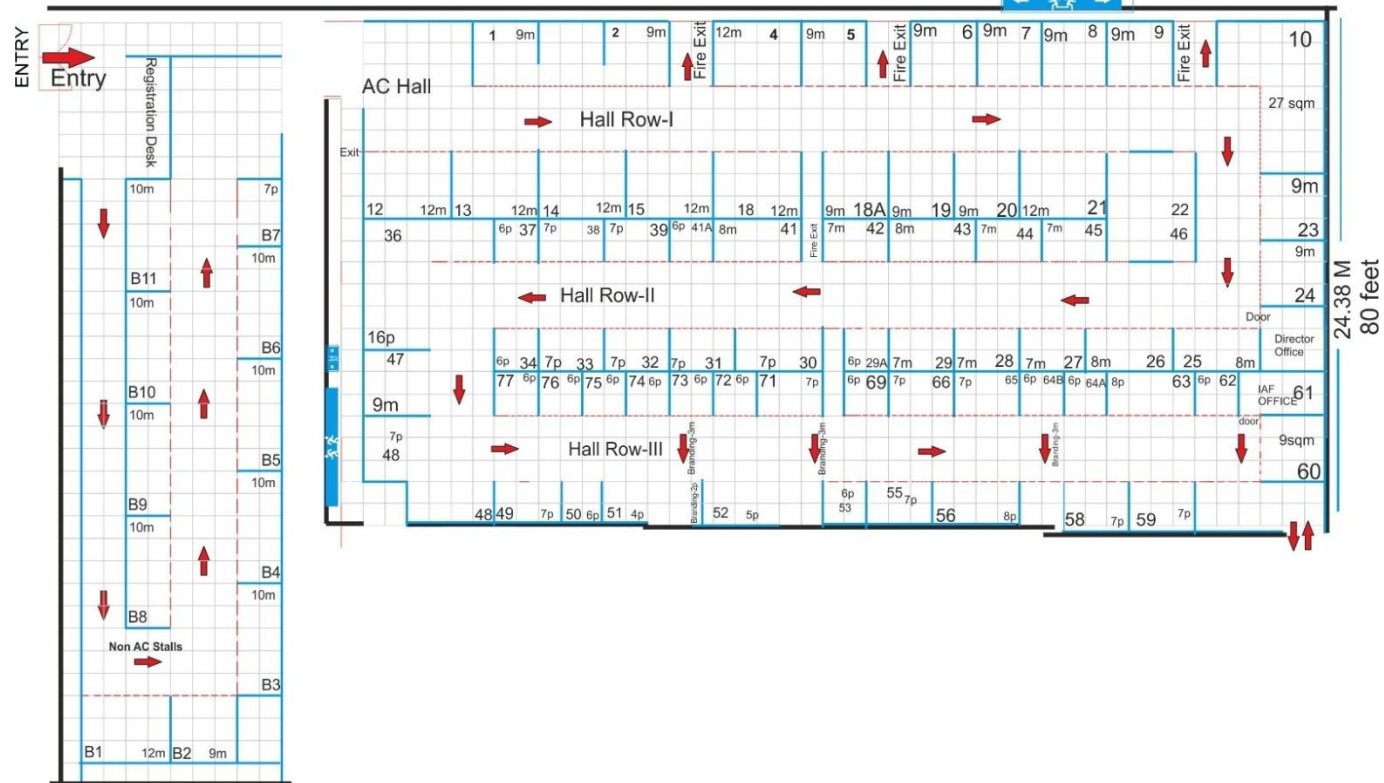 ENTRY
Entry
Registration Desk
10m
7p
B7
10m
B11
10m
B6
10m
B10
10m
B5
10m
B9
10m
B4
10m
B8
Non AC Stalls
B3
B1 12m B2 9m
1 9m 2 9m Fire Exit 12m 4 9m 5 Fire Exit 9m 6 9m 7 9m 8 9m 9 Fire Exit 10
AC Hall
27 sqm
Hall Row-I
Exit
9m
12 12m 13 12m 14 12m 15 12m 18 12m 9m 18A 9m 19 9m 20 12m 21 22
23
36 6p 37 7p 38 7p 39 6p 41A 8m 41 Fire Exit 7m 42 8m 43 7m 44 7m 45 46
9m
Hall Row-II
24
24.38 M
80 feet
Door
16p
47
6p 34 7p 33 7p 32 7p 31 7p 30 6p 29A 7m 29 7m 28 7m 27 8m 26 25 8m
Director
Office
77 6p 76 6p 75 6p 74 6p 73 6p 72 6p 71 7p 6p 69 7p 66 7p 65 6p 64B 6p 64A 8p 63 6p 62
IAF
OFFICE
61
9m
door
7p
48
Hall Row-III
Branding-3m
Branding-3m
Branding-3m
9sqm
60
48 49 7p 50 6p 51 4p Branding-2p 52 5p
6p
53
55 7p
56 8p 58 7p 59 7p